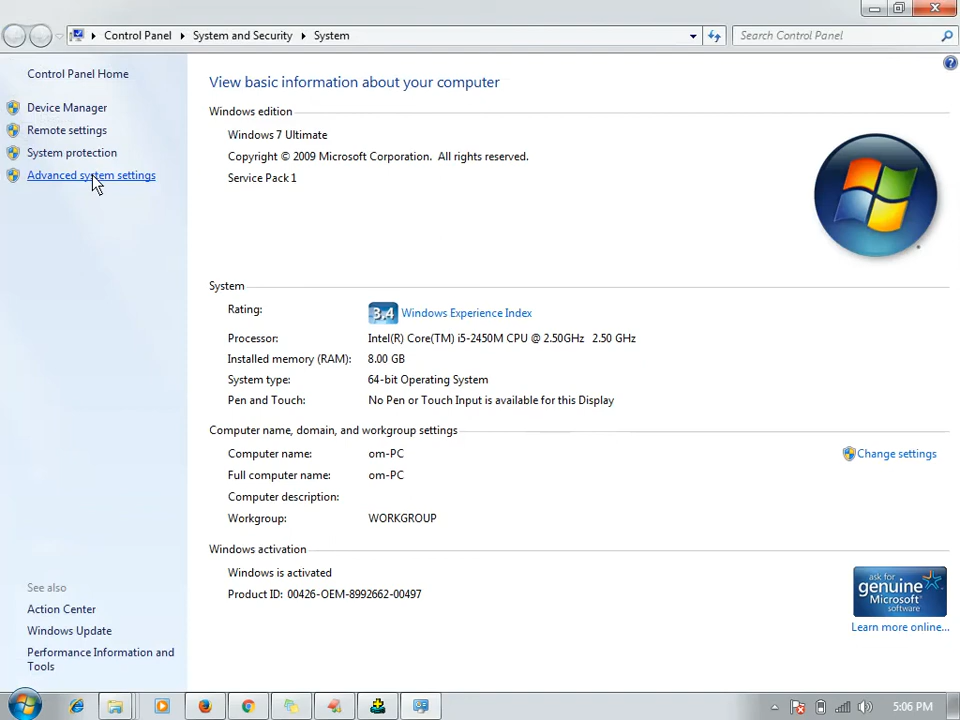 Control Panel ▸ System and Security ▸ System
Search Control Panel
Control Panel Home
Device Manager
Remote settings
System protection
Advanced system settings
View basic information about your computer
Windows edition
Windows 7 Ultimate
Copyright © 2009 Microsoft Corporation. All rights reserved.
Service Pack 1
System
Rating: 3.4 Windows Experience Index
Processor: Intel(R) Core(TM) i5-2450M CPU @ 2.50GHz 2.50 GHz
Installed memory (RAM): 8.00 GB
System type: 64-bit Operating System
Pen and Touch: No Pen or Touch Input is available for this Display
Computer name, domain, and workgroup settings
Computer name: om-PC
Change settings
Full computer name: om-PC
Computer description:
Workgroup: WORKGROUP
Windows activation
Windows is activated
Product ID: 00426-OEM-8992662-00497
ask for
genuine
Microsoft
software
Learn more online...
See also
Action Center
Windows Update
Performance Information and
Tools
5:06 PM